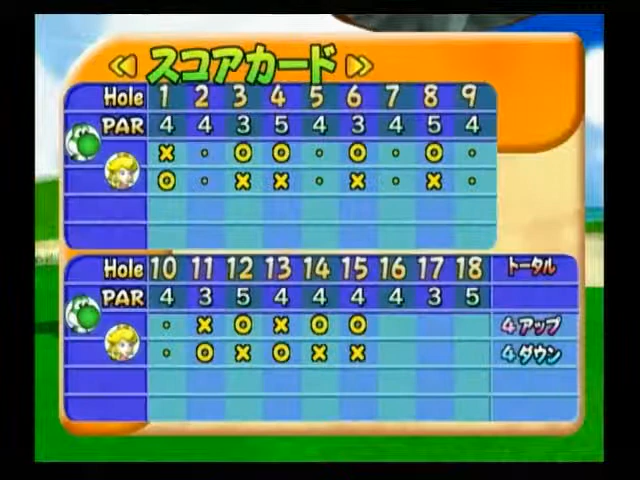 スコアカード
Hole 1 2 3 4 5 6 7 8 9
PAR 4 4 3 5 4 3 4 5 4
× ・ ○ ○ ・ ○ ・ ○ ・
○ ・ × × ・ × ・ × ・
Hole 10 11 12 13 14 15 16 17 18 トータル
PAR 4 3 5 4 4 4 4 3 5
・ × ○ × ○ ○ 4アップ
・ ○ × ○ × × 4ダウン